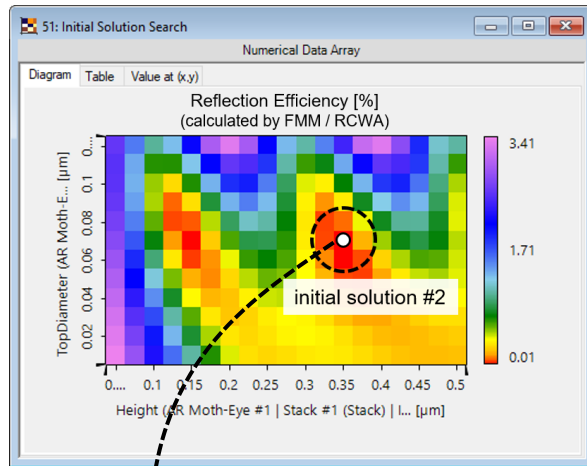 51: Initial Solution Search
Numerical Data Array
Diagram Table Value at (x,y)
Reflection Efficiency [%]
(calculated by FMM / RCWA)
TopDiameter (AR Moth-E... [µm]
0....
0.1
0.08
0.06
0.04
0.02
3.41
1.71
0.01
initial solution #2
0.... 0.1 0.15 0.2 0.25 0.3 0.35 0.4 0.45 0.5
Height (AR Moth-Eye #1 | Stack #1 (Stack) | I... [µm]